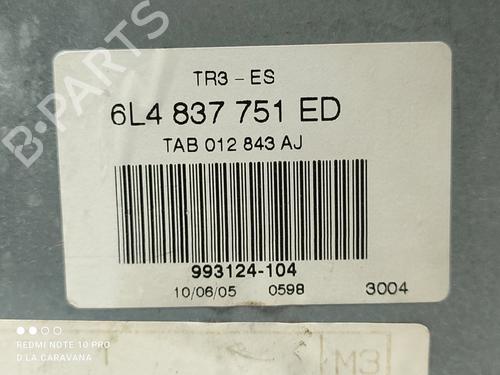 TR3 - ES
6L4 837 751 ED
TAB 012 843 AJ
993124-104
10/06/05 0598 3004
M3
REDMI NOTE 10 PRO
D.LA CARAVANA
B-Parts